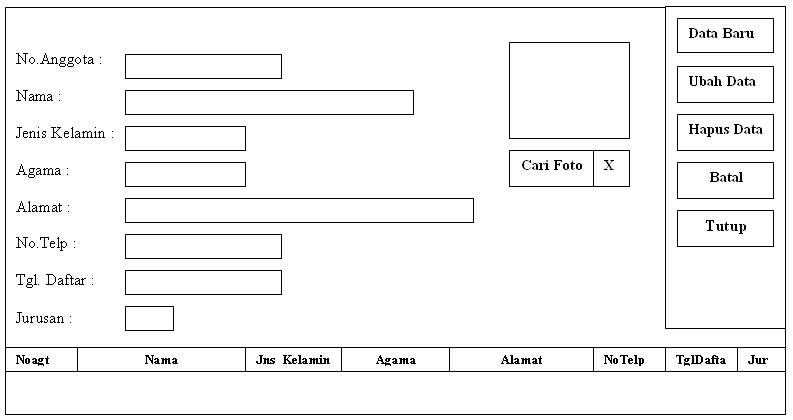 No.Anggota :
Nama :
Jenis Kelamin :
Agama :
Alamat :
No.Telp :
Tgl. Daftar :
Jurusan :
Cari Foto X
Data Baru
Ubah Data
Hapus Data
Batal
Tutup
Noagt Nama Jns Kelamin Agama Alamat NoTelp TglDafta Jur